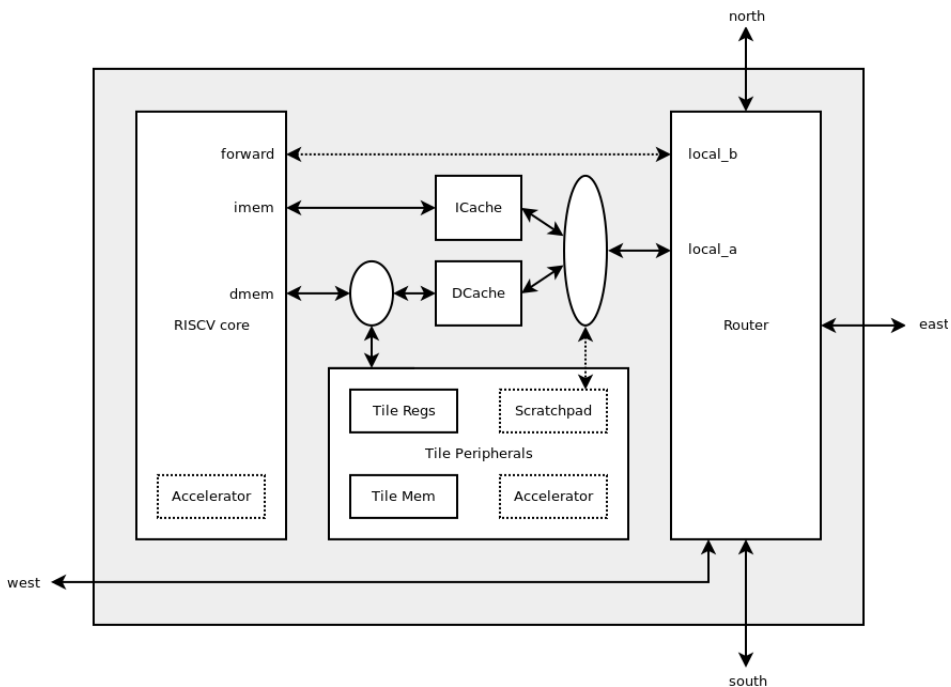 north
forward
local_b
imem
ICache
local_a
dmem
DCache
RISCV core
Router
east
Tile Regs
Scratchpad
Tile Peripherals
Accelerator
Tile Mem
Accelerator
west
south